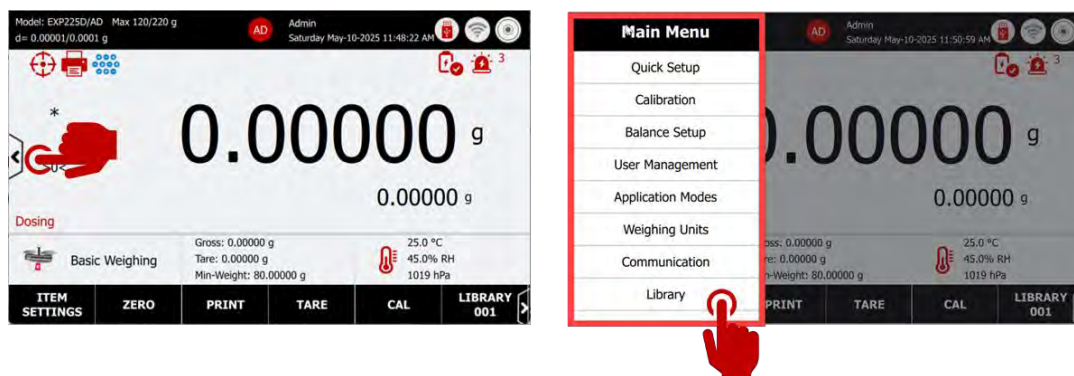 Model: EXP225D/AD Max 120/220 g
d= 0.00001/0.0001 g
AD
Admin
Saturday May-10-2025 11:48:22 AM
3
*
0.00000 g
>0<
0.00000 g
Dosing
Basic Weighing
Gross: 0.00000 g
Tare: 0.00000 g
Min-Weight: 80.00000 g
25.0 °C
45.0% RH
1019 hPa
ITEM SETTINGS
ZERO
PRINT
TARE
CAL
LIBRARY 001
Main Menu
Quick Setup
Calibration
Balance Setup
User Management
Application Modes
Weighing Units
Communication
Library
AD
Admin
Saturday May-10-2025 11:50:59 AM
3
0.00000 g
0.00000 g
oss: 0.00000 g
re: 0.00000 g
n-Weight: 80.00000 g
25.0 °C
45.0% RH
1019 hPa
PRINT
TARE
CAL
LIBRARY 001